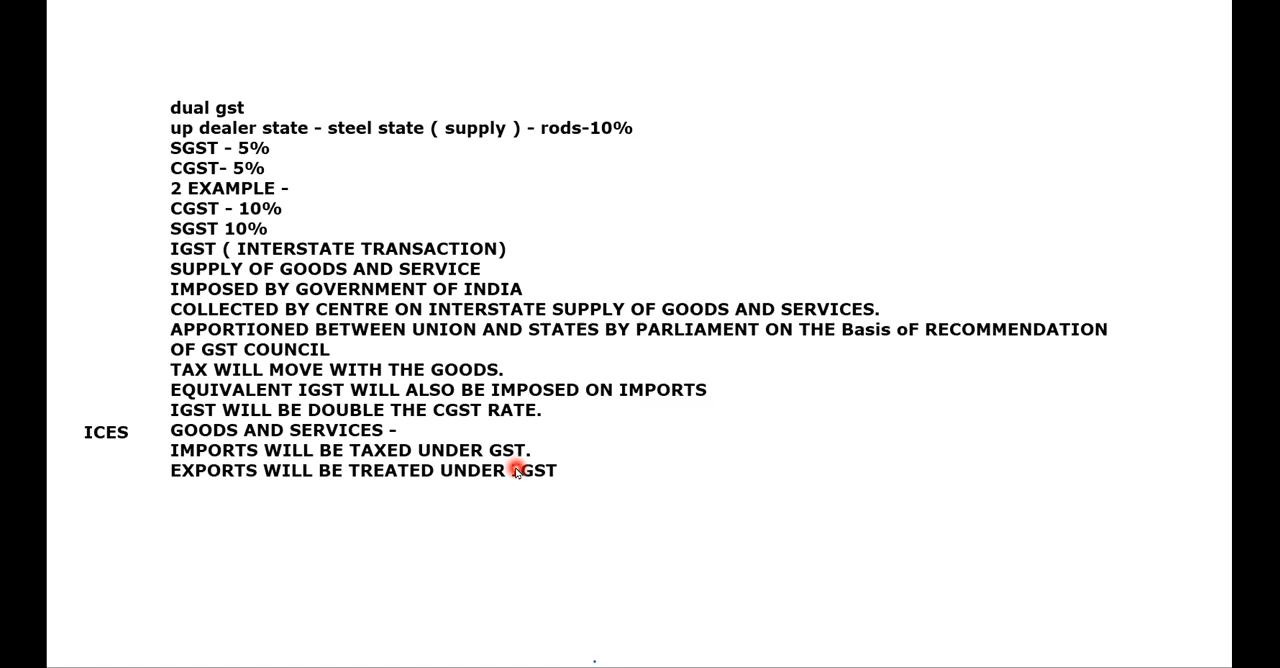 dual gst
up dealer state - steel state ( supply ) - rods-10%
SGST - 5%
CGST- 5%
2 EXAMPLE -
CGST - 10%
SGST 10%
IGST ( INTERSTATE TRANSACTION)
SUPPLY OF GOODS AND SERVICE
IMPOSED BY GOVERNMENT OF INDIA
COLLECTED BY CENTRE ON INTERSTATE SUPPLY OF GOODS AND SERVICES.
APPORTIONED BETWEEN UNION AND STATES BY PARLIAMENT ON THE Basis oF RECOMMENDATION
OF GST COUNCIL
TAX WILL MOVE WITH THE GOODS.
EQUIVALENT IGST WILL ALSO BE IMPOSED ON IMPORTS
IGST WILL BE DOUBLE THE CGST RATE.
ICES
GOODS AND SERVICES -
IMPORTS WILL BE TAXED UNDER GST.
EXPORTS WILL BE TREATED UNDER